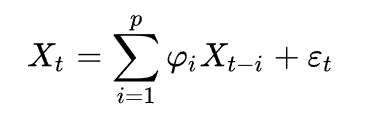 $X_t = \sum_{i=1}^{p} \varphi_i X_{t-i} + \varepsilon_t$